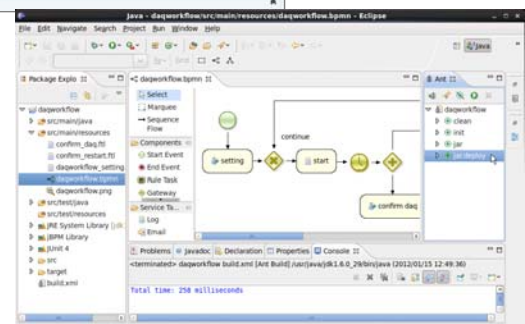 Java - daqworkflow/src/main/resources/daqworkflow.bpmn - Eclipse
File Edit Navigate Search Project Run Window Help
Java
Package Explo
*daqworkflow.bpmn
Ant
daqworkflow
src/main/java
src/main/resources
confirm_daq.ftl
confirm_restart.ftl
daqworkflow_setting
daqworkflow.bpmn
daqworkflow.png
src/test/java
src/test/resources
JRE System Library [jdk
jBPM Library
JUnit 4
src
target
build.xml
Select
Marquee
Sequence
Flow
Components
Start Event
End Event
Rule Task
Gateway
Service Ta...
Log
Email
continue
setting
start
confirm daq
daqworkflow
clean
init
jar
jar.deploy
Problems Javadoc Declaration Properties Console
<terminated> daqworkflow build.xml [Ant Build] /usr/java/jdk1.6.0_29/bin/java (2012/01/15 12:49:36)
Total time: 258 milliseconds